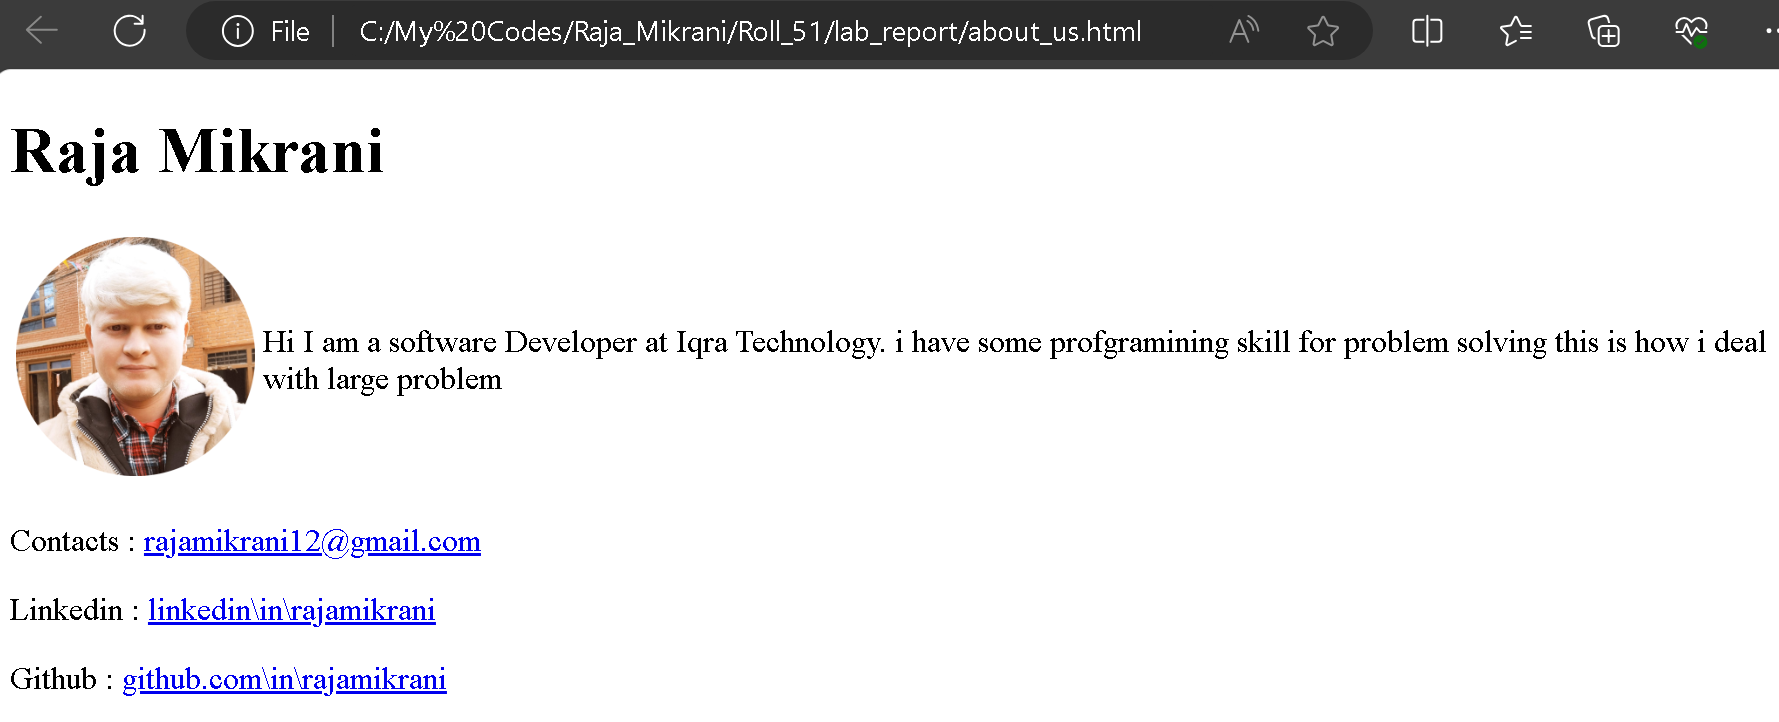 File C:/My%20Codes/Raja_Mikrani/Roll_51/lab_report/about_us.html
Raja Mikrani
Hi I am a software Developer at Iqra Technology. i have some profgramining skill for problem solving this is how i deal
with large problem
Contacts : rajamikrani12@gmail.com
Linkedin : linkedin\in\rajamikrani
Github : github.com\in\rajamikrani